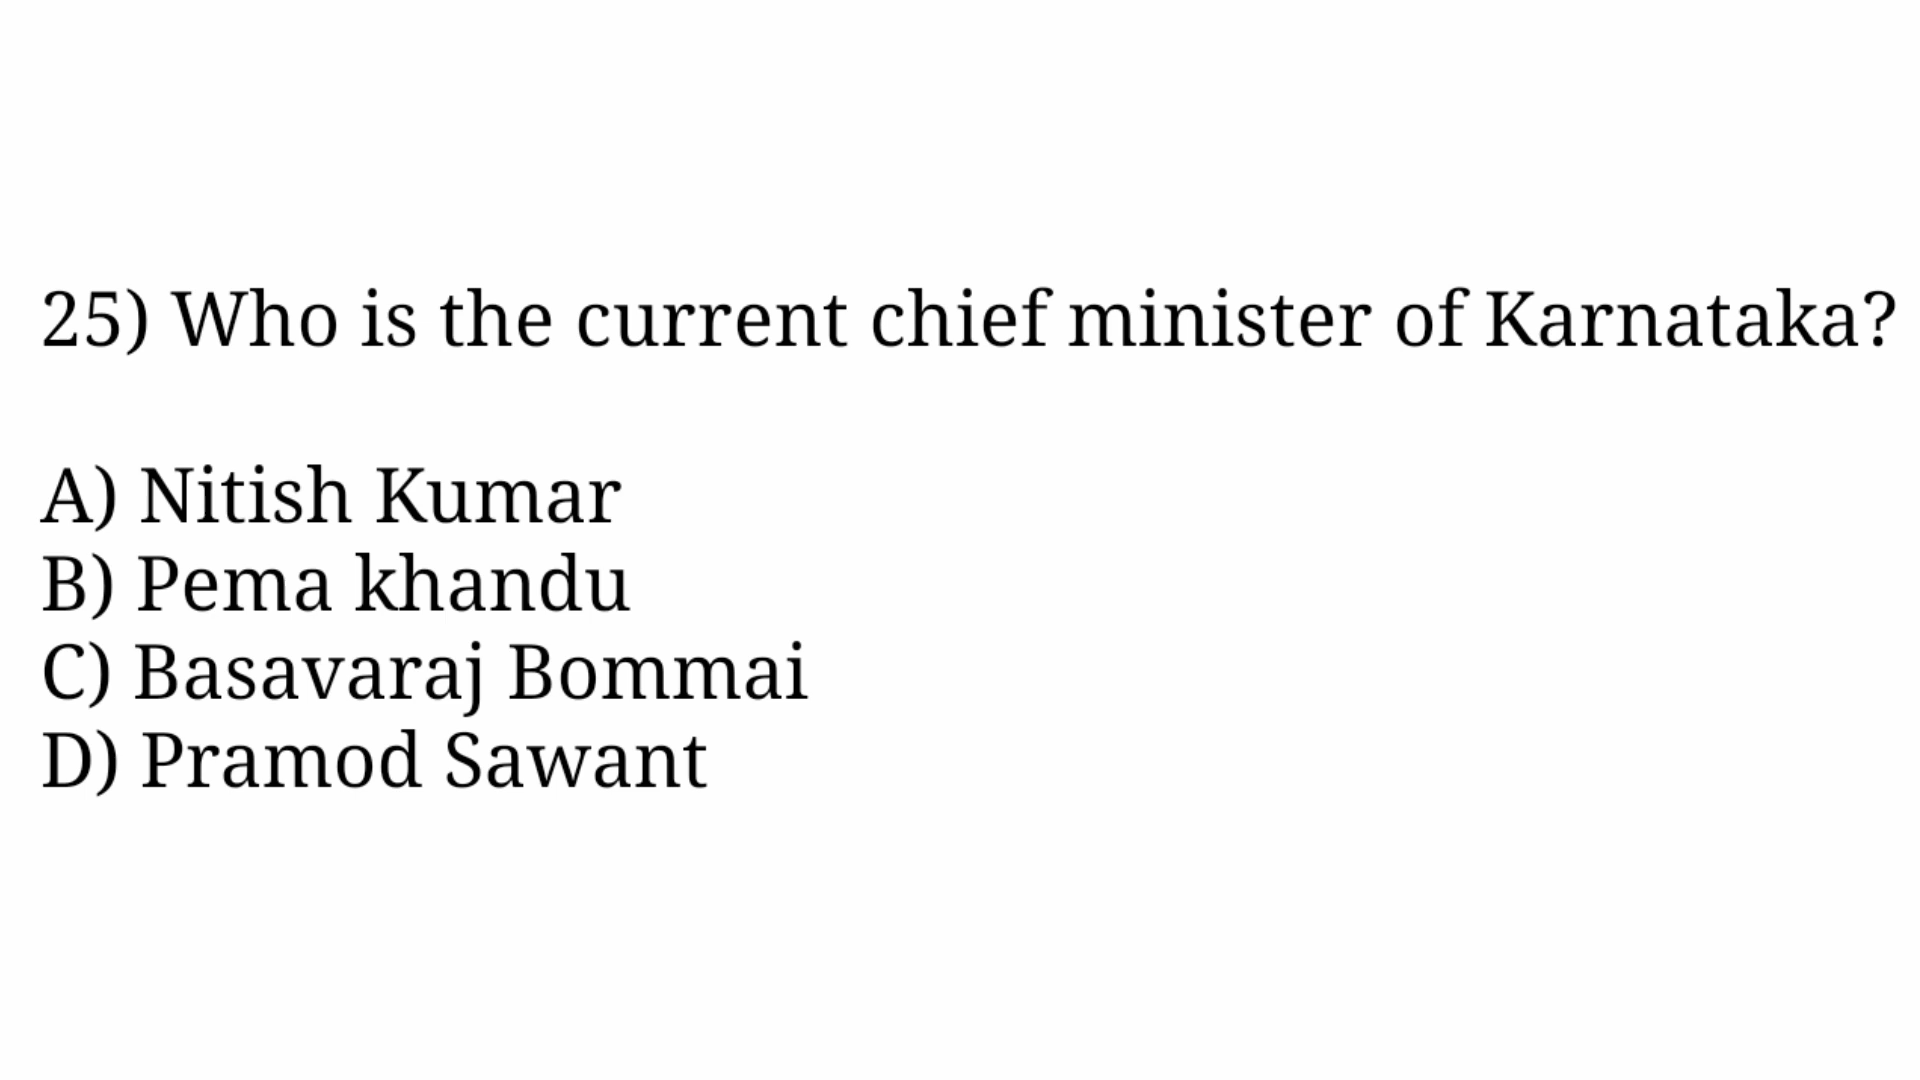 25) Who is the current chief minister of Karnataka?
A) Nitish Kumar
B) Pema khandu
C) Basavaraj Bommai
D) Pramod Sawant